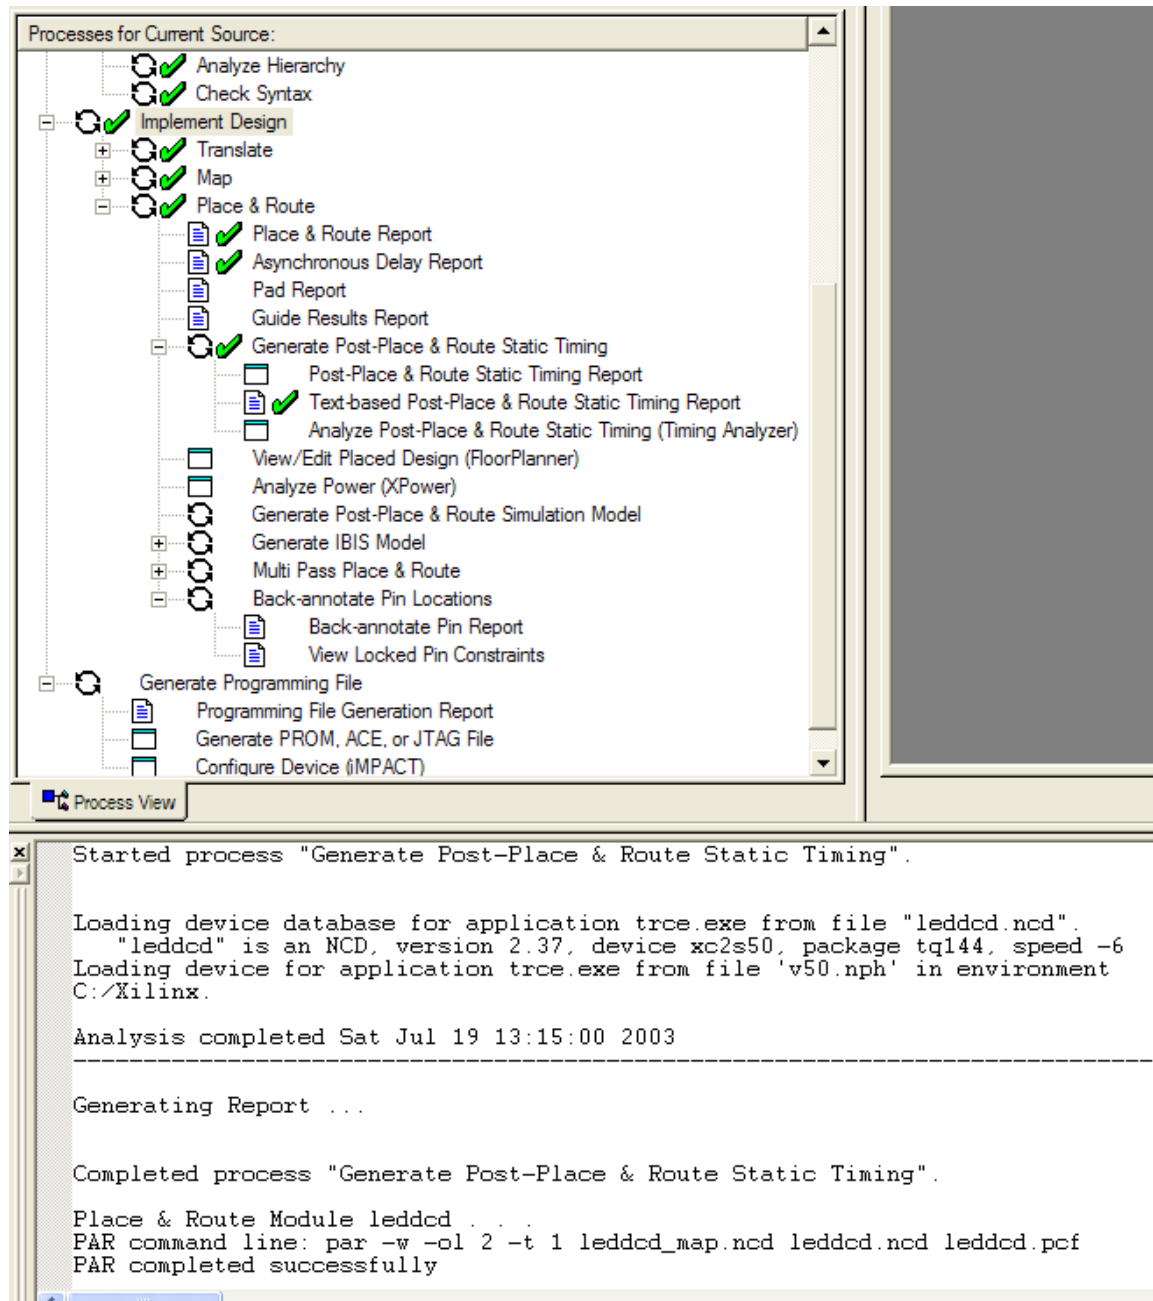 Processes for Current Source:
Analyze Hierarchy
Check Syntax
Implement Design
Translate
Map
Place & Route
Place & Route Report
Asynchronous Delay Report
Pad Report
Guide Results Report
Generate Post-Place & Route Static Timing
Post-Place & Route Static Timing Report
Text-based Post-Place & Route Static Timing Report
Analyze Post-Place & Route Static Timing (Timing Analyzer)
View/Edit Placed Design (FloorPlanner)
Analyze Power (XPower)
Generate Post-Place & Route Simulation Model
Generate IBIS Model
Multi Pass Place & Route
Back-annotate Pin Locations
Back-annotate Pin Report
View Locked Pin Constraints
Generate Programming File
Programming File Generation Report
Generate PROM, ACE, or JTAG File
Configure Device (iMPACT)
Process View
Started process "Generate Post-Place & Route Static Timing".
Loading device database for application trce.exe from file "leddcd.ncd".
"leddcd" is an NCD, version 2.37, device xc2s50, package tq144, speed -6
Loading device for application trce.exe from file 'v50.nph' in environment
C:/Xilinx.
Analysis completed Sat Jul 19 13:15:00 2003
--------------------------------------------------------------------------------
Generating Report ...
Completed process "Generate Post-Place & Route Static Timing".
Place & Route Module leddcd . . .
PAR command line: par -w -ol 2 -t 1 leddcd_map.ncd leddcd.ncd leddcd.pcf
PAR completed successfully